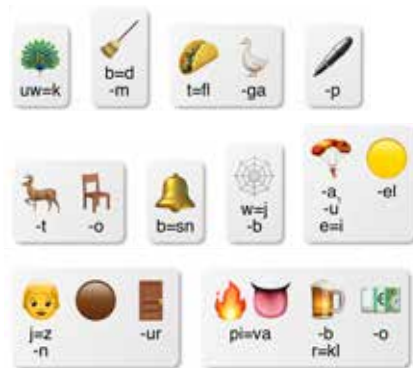 uw=k
b=d
-m
t=fl -ga
-p
-t -o
b=sn
w=j
-b
-a, -el
-u
e=i
j=z -ur
-n
pi=va -b -o
r=kl